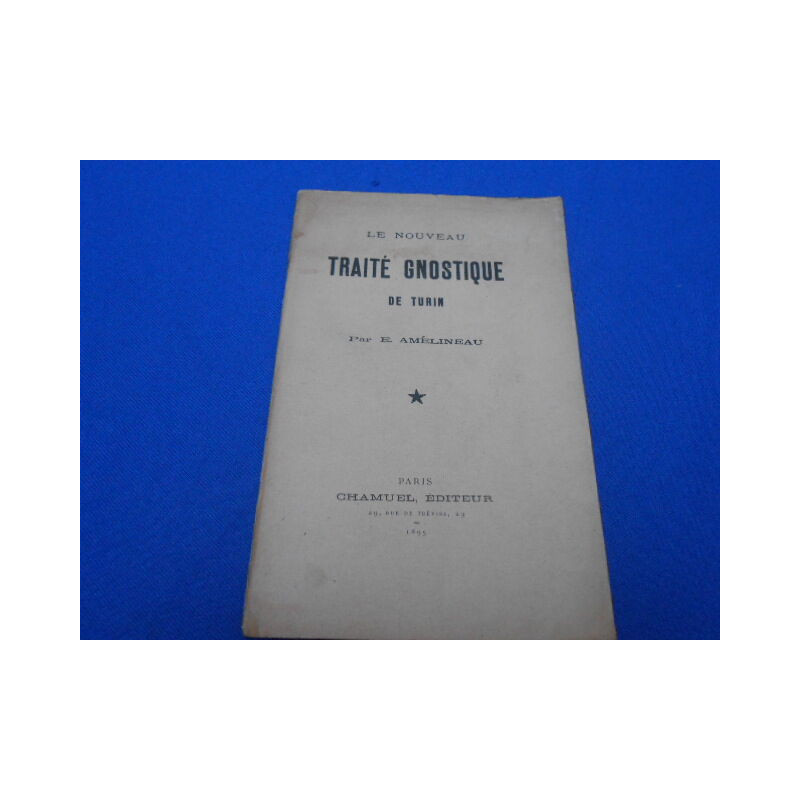 LE NOUVEAU
TRAITÉ GNOSTIQUE
DE TURIN
Par E. AMÉLINEAU
PARIS
CHAMUEL, ÉDITEUR
29, RUE DE TRÉVISE, 29
1895